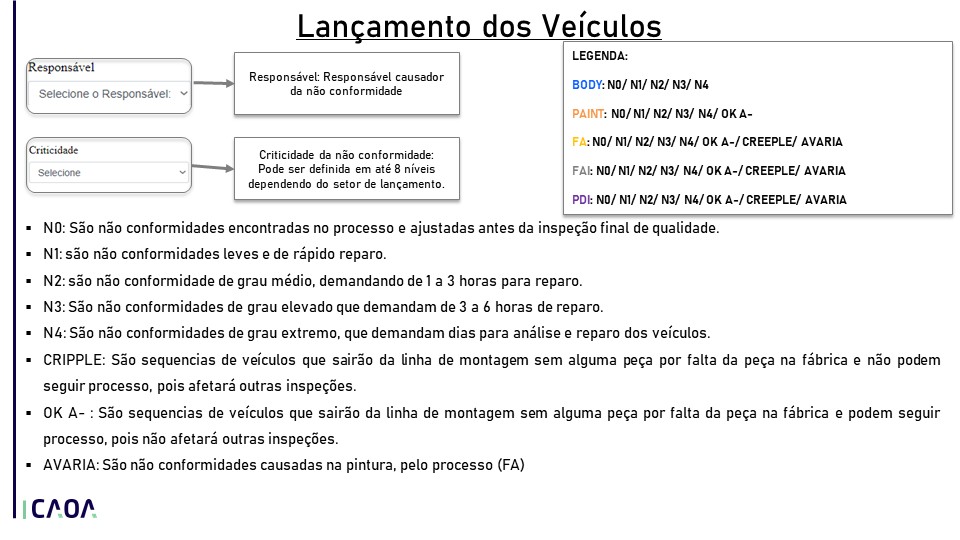 Lançamento dos Veículos
Responsável
Selecione o Responsável:
Responsável: Responsável causador
da não conformidade
Criticidade
Selecione
Criticidade da não conformidade:
Pode ser definida em até 8 níveis
dependendo do setor de lançamento.
LEGENDA:
BODY: N0/ N1/ N2/ N3/ N4
PAINT: N0/ N1/ N2/ N3/ N4/ OK A-
FA: N0/ N1/ N2/ N3/ N4/ OK A-/ CREEPLE/ AVARIA
FAI: N0/ N1/ N2/ N3/ N4/ OK A-/ CREEPLE/ AVARIA
PDI: N0/ N1/ N2/ N3/ N4/ OK A-/ CREEPLE/ AVARIA
▪ N0: São não conformidades encontradas no processo e ajustadas antes da inspeção final de qualidade.
▪ N1: são não conformidades leves e de rápido reparo.
▪ N2: são não conformidade de grau médio, demandando de 1 a 3 horas para reparo.
▪ N3: São não conformidades de grau elevado que demandam de 3 a 6 horas de reparo.
▪ N4: São não conformidades de grau extremo, que demandam dias para análise e reparo dos veículos.
▪ CRIPPLE: São sequencias de veículos que sairão da linha de montagem sem alguma peça por falta da peça na fábrica e não podem
seguir processo, pois afetará outras inspeções.
▪ OK A- : São sequencias de veículos que sairão da linha de montagem sem alguma peça por falta da peça na fábrica e podem seguir
processo, pois não afetará outras inspeções.
▪ AVARIA: São não conformidades causadas na pintura, pelo processo (FA)
CAOA